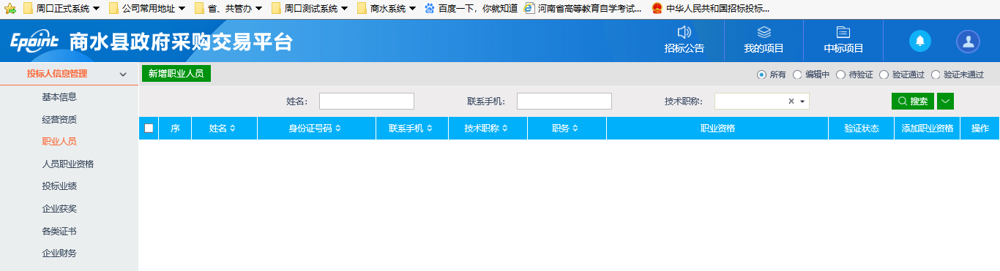 周口正式系统 公司常用地址 省、共管办 周口测试系统 商水系统 百度一下，你就知道 河南省高等教育自学考试... 中华人民共和国招标投标...
Epoint 商水县政府采购交易平台
招标公告 我的项目 中标项目
投标人信息管理
新增职业人员
所有 编辑中 待验证 验证通过 验证未通过
基本信息
姓名： 联系手机： 技术职称： 搜索
经营资质
序 姓名 身份证号码 联系手机 技术职称 职务 职业资格 验证状态 添加职业资格 操作
职业人员
人员职业资格
投标业绩
企业获奖
各类证书
企业财务